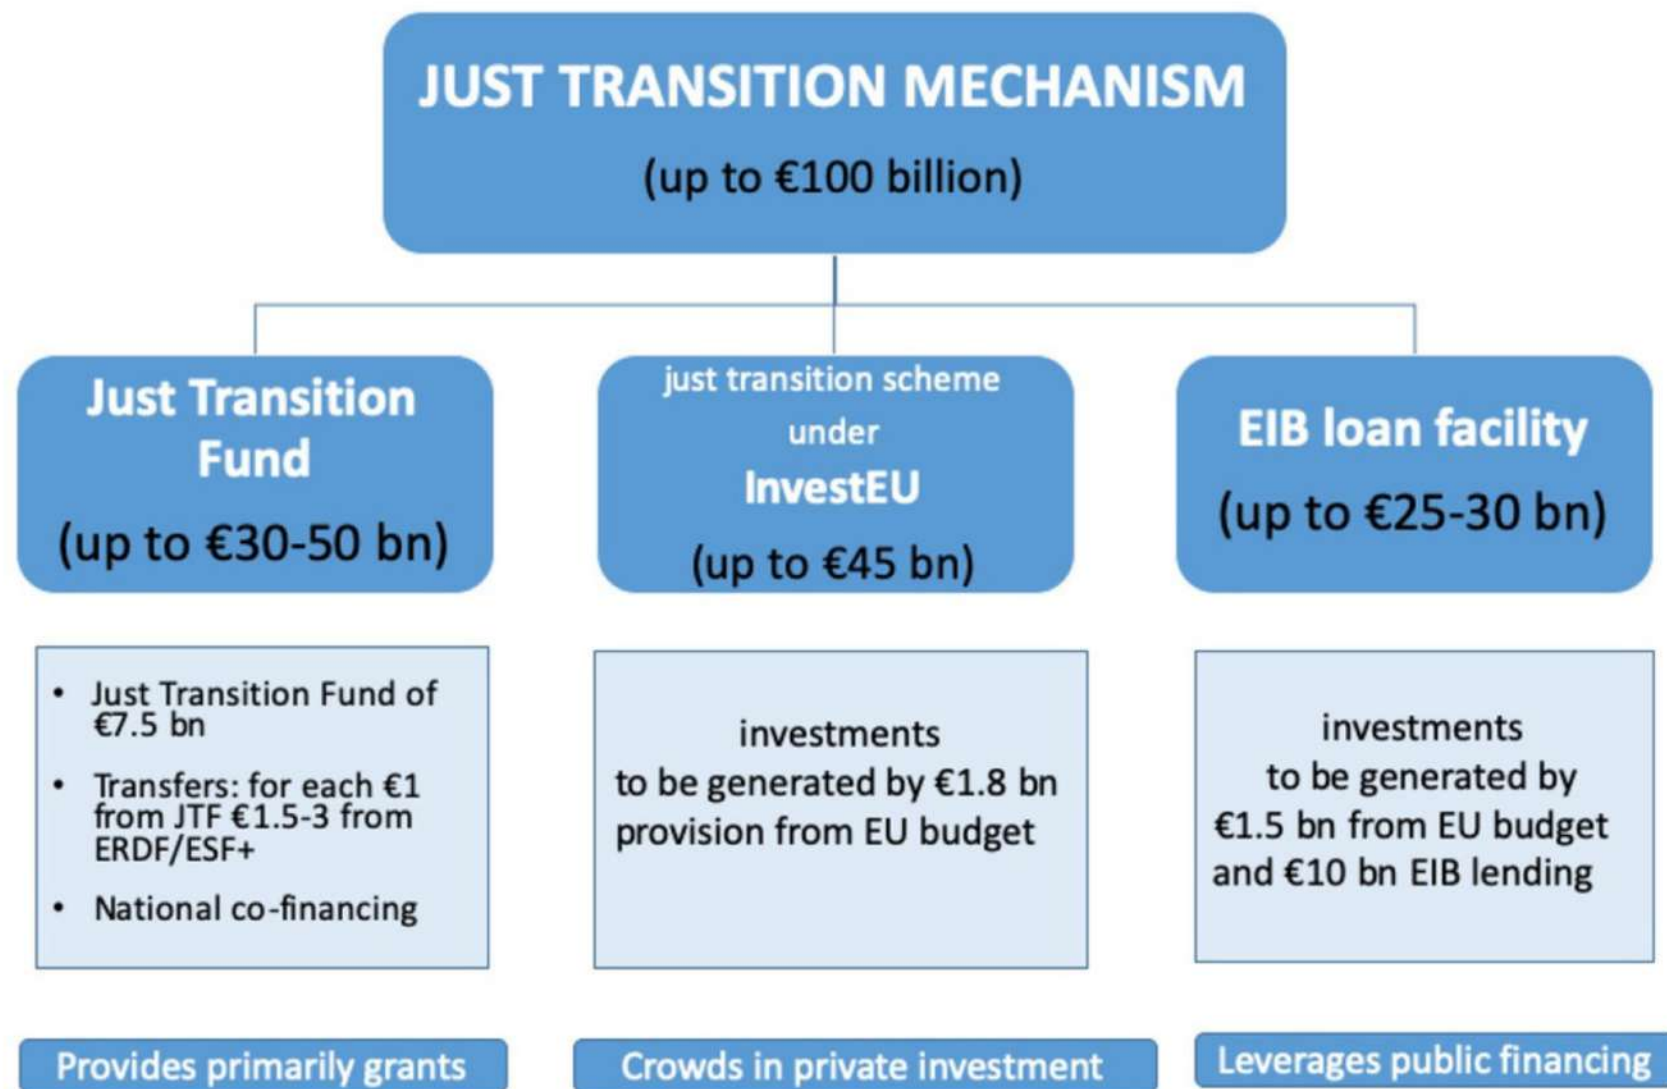 JUST TRANSITION MECHANISM
(up to €100 billion)
Just Transition
Fund
(up to €30-50 bn)
just transition scheme
under
InvestEU
(up to €45 bn)
EIB loan facility
(up to €25-30 bn)
• Just Transition Fund of
€7.5 bn
• Transfers: for each €1
from JTF €1.5-3 from
ERDF/ESF+
• National co-financing
investments
to be generated by €1.8 bn
provision from EU budget
investments
to be generated by
€1.5 bn from EU budget
and €10 bn EIB lending
Provides primarily grants
Crowds in private investment
Leverages public financing